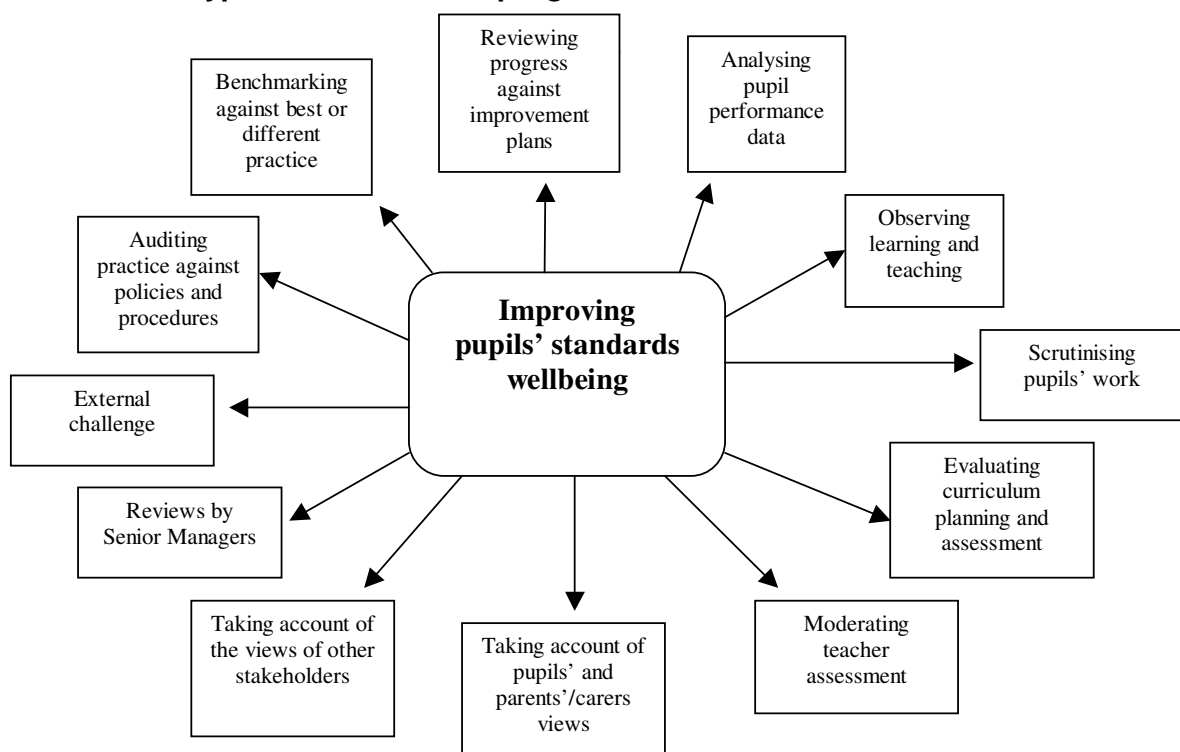 Reviewing
progress
against
improvement
plans
Analysing
pupil
performance
data
Benchmarking
against best or
different
practice
Observing
learning and
teaching
Auditing
practice against
policies and
procedures
Improving
pupils’ standards
wellbeing
Scrutinising
pupils’ work
External
challenge
Evaluating
curriculum
planning and
assessment
Reviews by
Senior Managers
Taking account of
the views of other
stakeholders
Taking account of
pupils’ and
parents’/carers
views
Moderating
teacher
assessment